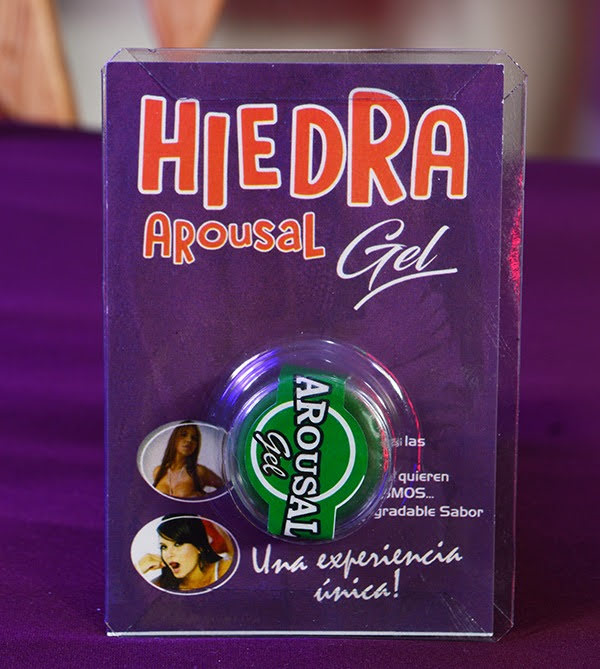 HIEDRA
AROUSAL Gel
AROUSAL
Gel
las
quieren
SMOS...
gradable Sabor
Una experiencia
única!